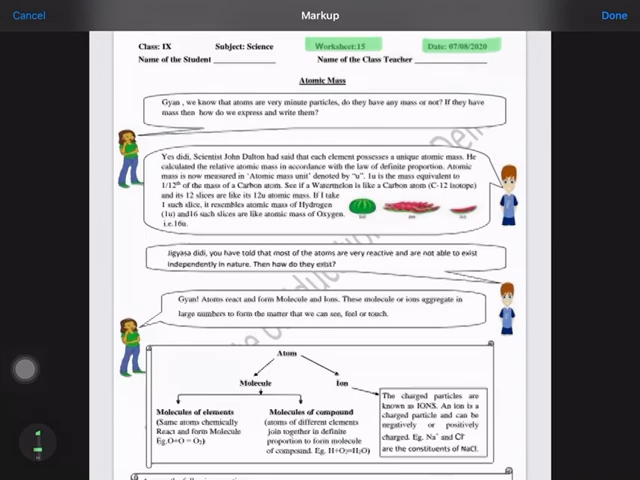 Cancel
Markup
Done
Class: IX Subject: Science Worksheet:15 Date: 07/08/2020
Name of the Student ____________ Name of the Class Teacher ______________
Atomic Mass
Gyan , we know that atoms are very minute particles, do they have any mass or not? If they have
mass then how do we express and write them?
Yes didi, Scientist John Dalton had said that each element possesses a unique atomic mass. He
calculated the relative atomic mass in accordance with the law of definite proportion. Atomic
mass is now measured in 'Atomic mass unit' denoted by "u". 1u is the mass equivalent to
1/12th of the mass of a Carbon atom. See if a Watermelon is like a Carbon atom (C-12 isotope)
and its 12 slices are like its 12u atomic mass. If I take
1 such slice, it resembles atomic mass of Hydrogen
(1u) and16 such slices are like atomic mass of Oxygen.
i.e.16u.
Jigyasa didi, you have told that most of the atoms are very reactive and are not able to exist
independently in nature. Then how do they exist?
Gyan! Atoms react and form Molecule and Ions. These molecule or ions aggregate in
large numbers to form the matter that we can see, feel or touch.
Atom
Molecule
Ion
Molecules of elements
(Same atoms chemically
React and form Molecule
Eg.O+O = O₂)
Molecules of compound
(atoms of different elements
join together in definite
proportion to form molecule
of compound. Eg. H+O₂=H₂O)
The charged particles
are known as IONS. An ion is a
charged particle and can be
negatively or positively
charged. Eg. Na⁺ and Cl⁻
are the constituents of NaCl.